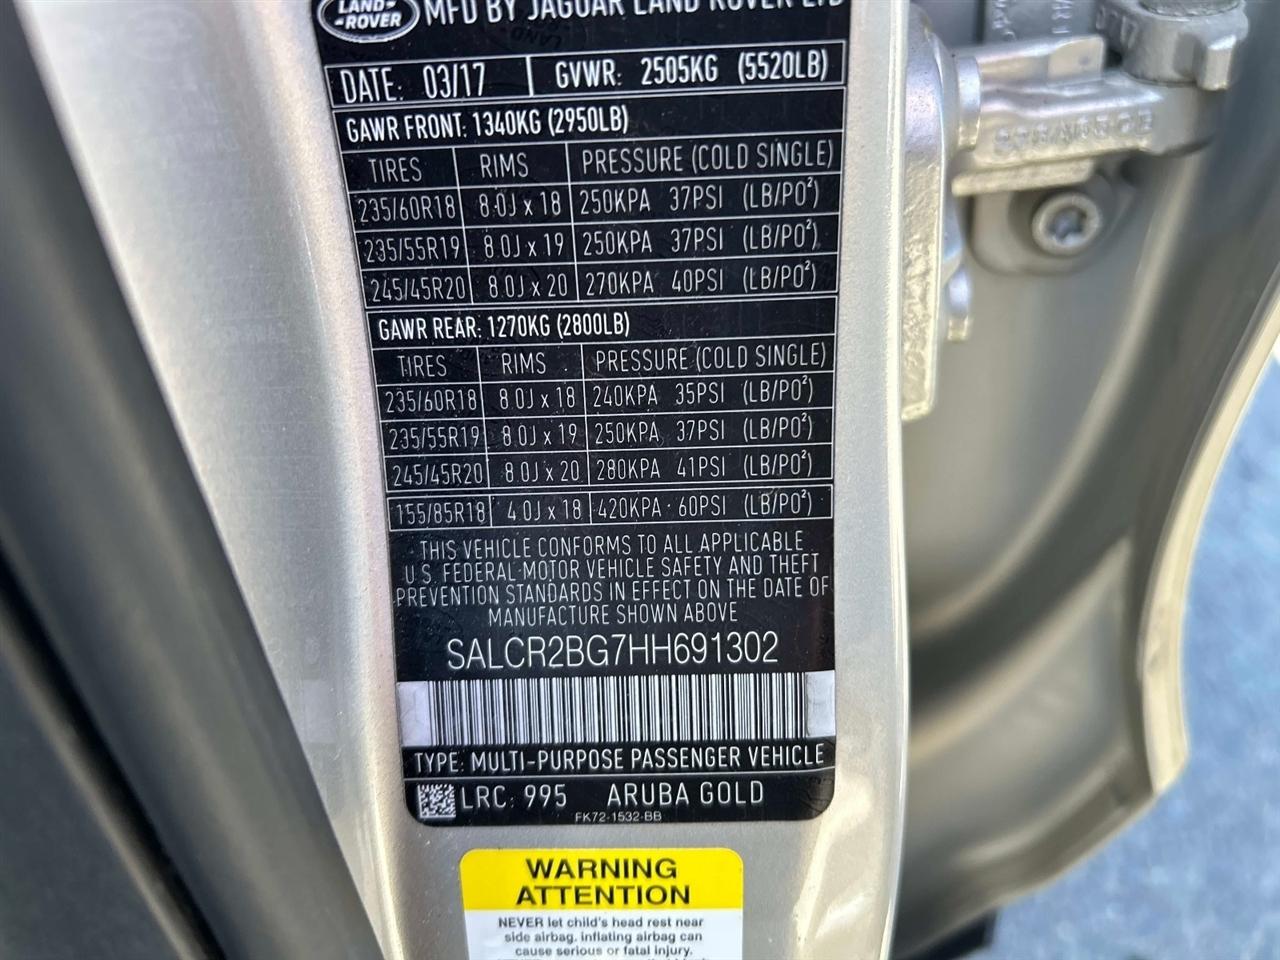 LAND-
-ROVER
MFD BY JAGUAR LAND ROVER LTD
DATE: 03/17 GVWR: 2505KG (5520LB)
GAWR FRONT: 1340KG (2950LB)
TIRES RIMS PRESSURE (COLD SINGLE)
235/60R18 8.0J x 18 250KPA 37PSI (LB/PO²)
235/55R19 8.0J x 19 250KPA 37PSI (LB/PO²)
245/45R20 8.0J x 20 270KPA 40PSI (LB/PO²)
GAWR REAR: 1270KG (2800LB)
TIRES RIMS PRESSURE (COLD SINGLE)
235/60R18 8.0J x 18 240KPA 35PSI (LB/PO²)
235/55R19 8.0J x 19 250KPA 37PSI (LB/PO²)
245/45R20 8.0J x 20 280KPA 41PSI (LB/PO²)
155/85R18 4.0J x 18 420KPA 60PSI (LB/PO²)
THIS VEHICLE CONFORMS TO ALL APPLICABLE
U.S. FEDERAL MOTOR VEHICLE SAFETY AND THEFT
PREVENTION STANDARDS IN EFFECT ON THE DATE OF
MANUFACTURE SHOWN ABOVE
SALCR2BG7HH691302
TYPE: MULTI-PURPOSE PASSENGER VEHICLE
LRC: 995 ARUBA GOLD
FK72-1532-BB
WARNING
ATTENTION
NEVER let child's head rest near
side airbag. inflating airbag can
cause serious or fatal injury.